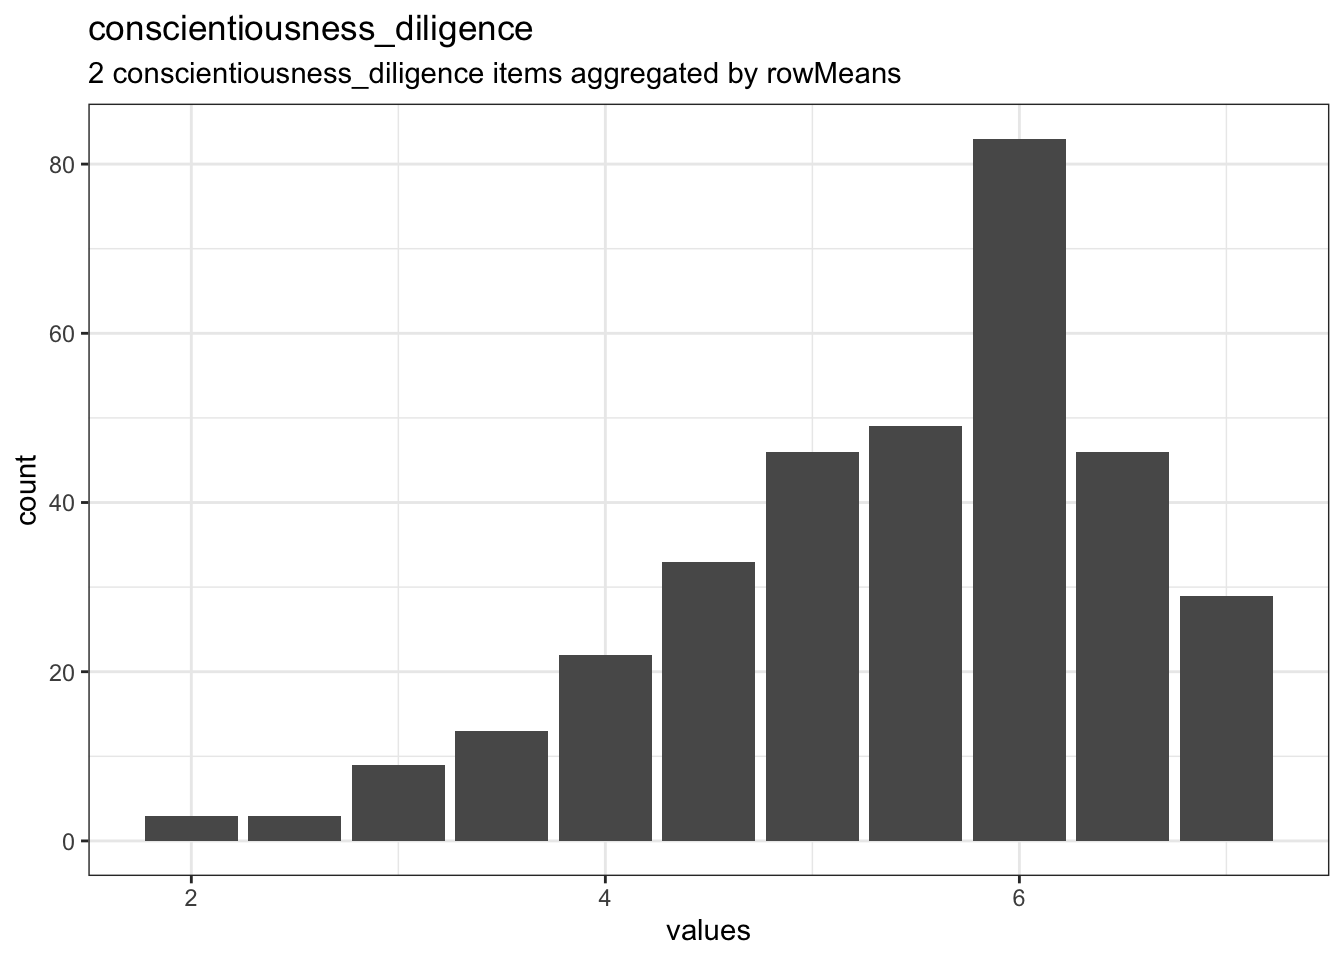 conscientiousness_diligence
2 conscientiousness_diligence items aggregated by rowMeans
80
60
40
20
0
count
2 4 6
values